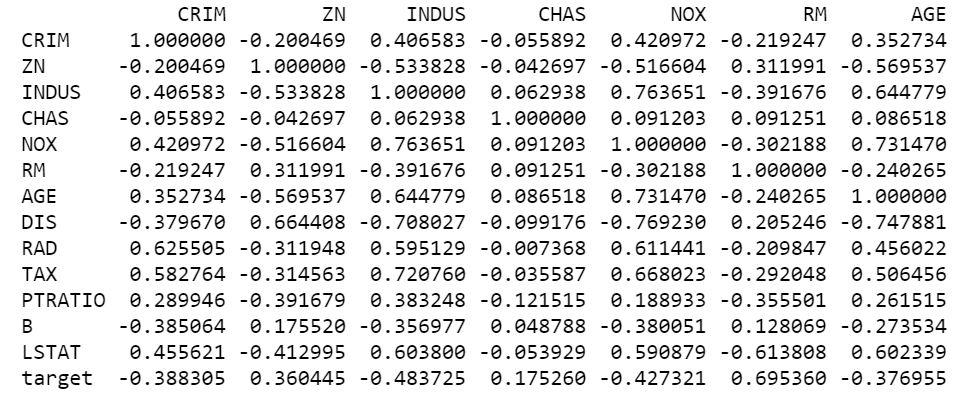 CRIM ZN INDUS CHAS NOX RM AGE
CRIM 1.000000 -0.200469 0.406583 -0.055892 0.420972 -0.219247 0.352734
ZN -0.200469 1.000000 -0.533828 -0.042697 -0.516604 0.311991 -0.569537
INDUS 0.406583 -0.533828 1.000000 0.062938 0.763651 -0.391676 0.644779
CHAS -0.055892 -0.042697 0.062938 1.000000 0.091203 0.091251 0.086518
NOX 0.420972 -0.516604 0.763651 0.091203 1.000000 -0.302188 0.731470
RM -0.219247 0.311991 -0.391676 0.091251 -0.302188 1.000000 -0.240265
AGE 0.352734 -0.569537 0.644779 0.086518 0.731470 -0.240265 1.000000
DIS -0.379670 0.664408 -0.708027 -0.099176 -0.769230 0.205246 -0.747881
RAD 0.625505 -0.311948 0.595129 -0.007368 0.611441 -0.209847 0.456022
TAX 0.582764 -0.314563 0.720760 -0.035587 0.668023 -0.292048 0.506456
PTRATIO 0.289946 -0.391679 0.383248 -0.121515 0.188933 -0.355501 0.261515
B -0.385064 0.175520 -0.356977 0.048788 -0.380051 0.128069 -0.273534
LSTAT 0.455621 -0.412995 0.603800 -0.053929 0.590879 -0.613808 0.602339
target -0.388305 0.360445 -0.483725 0.175260 -0.427321 0.695360 -0.376955